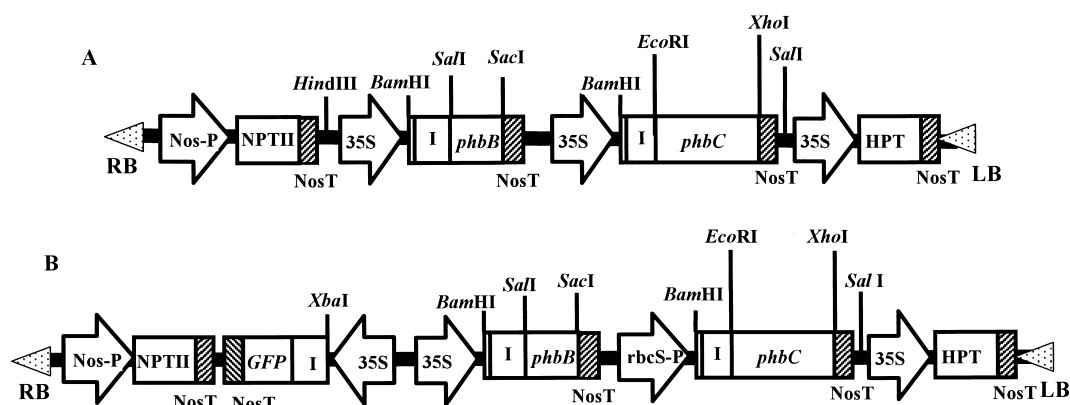 A
HindIII BamHI SalI SacI BamHI EcoRI XhoI SalI
Nos-P NPTII 35S I phbB 35S I phbC 35S HPT
RB NosT NosT NosT NosT LB
B
XbaI BamHI SalI SacI BamHI EcoRI XhoI Sal I
Nos-P NPTII GFP I 35S 35S I phbB rbcS-P I phbC 35S HPT
RB NosT NosT NosT NosT NosT LB